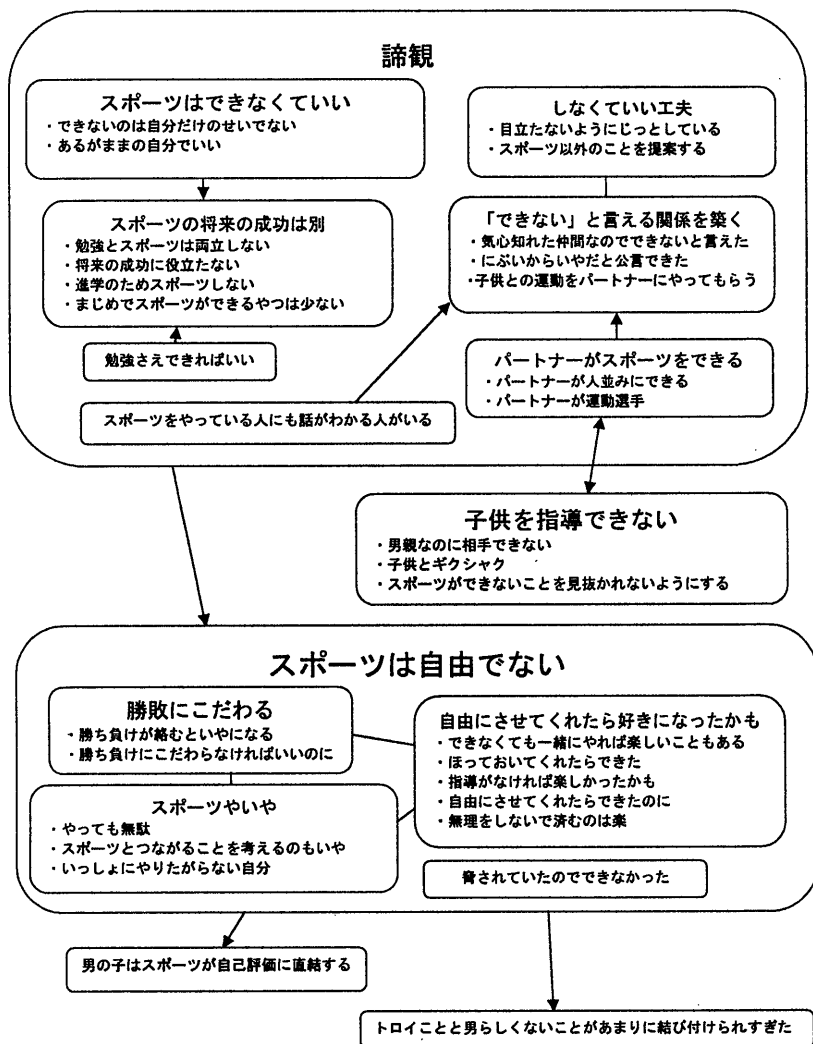 諦観
スポーツはできなくていい
・できないのは自分だけのせいでない
・あるがままの自分でいい
しなくていい工夫
・目立たないようにじっとしている
・スポーツ以外のことを提案する
スポーツの将来の成功は別
・勉強とスポーツは両立しない
・将来の成功に役立たない
・進学のためスポーツしない
・まじめでスポーツができるやつは少ない
「できない」と言える関係を築く
・気心知れた仲間なのでできないと言えた
・にぶいからいやだと公言できた
・子供との運動をパートナーにやってもらう
勉強さえできればいい
パートナーがスポーツをできる
・パートナーが人並みにできる
・パートナーが運動選手
スポーツをやっている人にも話がわかる人がいる
子供を指導できない
・男親なのに相手できない
・子供とギクシャク
・スポーツができないことを見抜かれないようにする
スポーツは自由でない
勝敗にこだわる
・勝ち負けが絡むといやになる
・勝ち負けにこだわらなければいいのに
自由にさせてくれたら好きになったかも
・できなくても一緒にやれば楽しいこともある
・ほっておいてくれたらできた
・指導がなければ楽しかったかも
・自由にさせてくれたらできたのに
・無理をしないで済むのは楽
スポーツやいや
・やっても無駄
・スポーツとつながることを考えるのもいや
・いっしょにやりたがらない自分
脅されていたのでできなかった
男の子はスポーツが自己評価に直結する
トロイことと男らしくないことがあまりに結び付けられすぎた